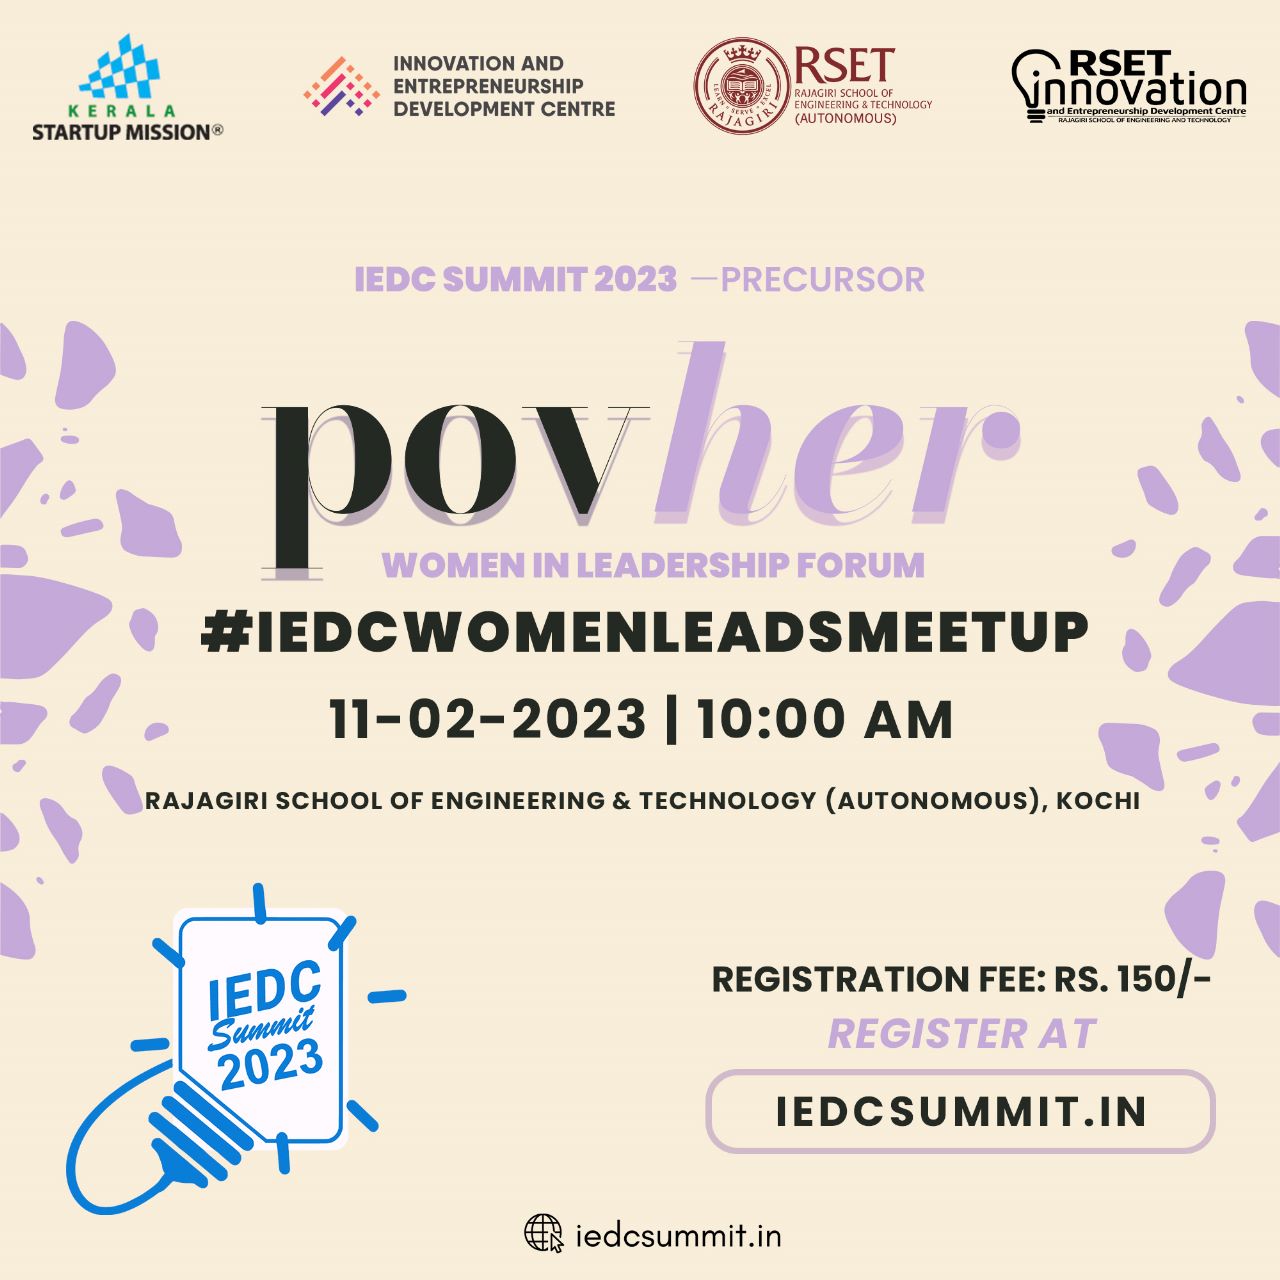 KERALA
STARTUP MISSION®
INNOVATION AND
ENTREPRENEURSHIP
DEVELOPMENT CENTRE
LEARN • SERVE • EXCEL
RAJAGIRI
RSET
RAJAGIRI SCHOOL OF
ENGINEERING & TECHNOLOGY
(AUTONOMOUS)
RSET
innovation
and Entrepreneurship Development Centre
RAJAGIRI SCHOOL OF ENGINEERING AND TECHNOLOGY
IEDC SUMMIT 2023 —PRECURSOR
povher
WOMEN IN LEADERSHIP FORUM
#IEDCWOMENLEADSMEETUP
11-02-2023 | 10:00 AM
RAJAGIRI SCHOOL OF ENGINEERING & TECHNOLOGY (AUTONOMOUS), KOCHI
IEDC
Summit
2023
REGISTRATION FEE: RS. 150/-
REGISTER AT
IEDCSUMMIT.IN
iedcsummit.in